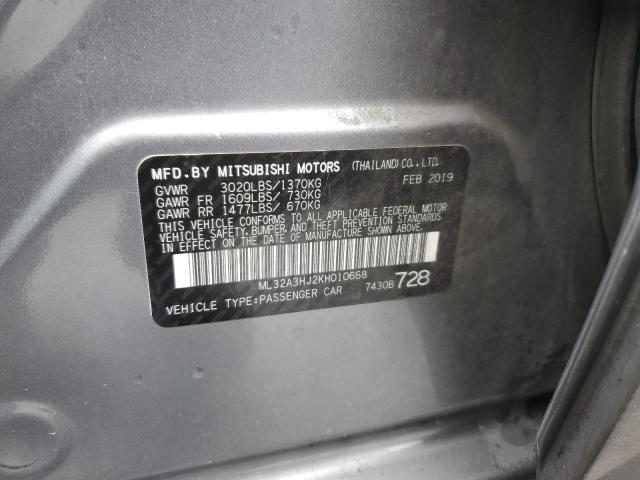 MFD.BY MITSUBISHI MOTORS (THAILAND) CO., LTD.
GVWR 3020LBS/1370KG FEB 2019
GAWR FR 1609LBS/ 730KG
GAWR RR 1477LBS/ 670KG
THIS VEHICLE CONFORMS TO ALL APPLICABLE FEDERAL MOTOR
VEHICLE SAFETY, BUMPER, AND THEFT PREVENTION STANDARDS
IN EFFECT ON THE DATE OF MANUFACTURE SHOWN ABOVE.
ML32A3HJ2KH010668
VEHICLE TYPE:PASSENGER CAR 7430B 728